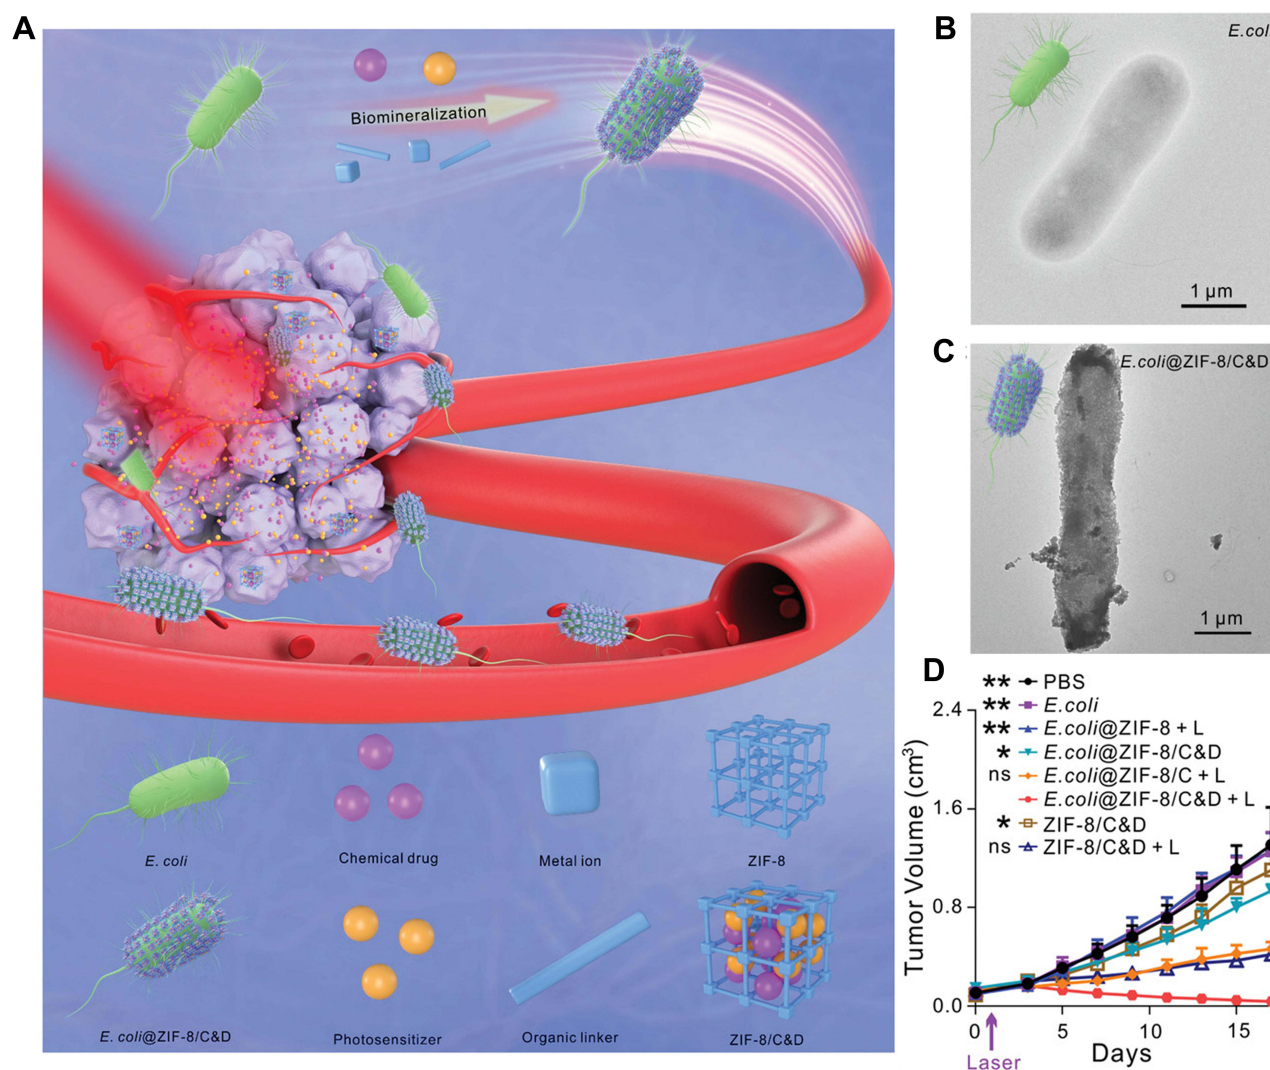 A
Biomineralization
E. coli
Chemical drug
Metal ion
ZIF-8
E. coli@ZIF-8/C&D
Photosensitizer
Organic linker
ZIF-8/C&D
B
1 µm
C
E.coli@ZIF-8/C&D
1 µm
D
** PBS
** E.coli
** E.coli@ZIF-8 + L
* E.coli@ZIF-8/C&D
ns E.coli@ZIF-8/C + L
E.coli@ZIF-8/C&D + L
* ZIF-8/C&D
ns ZIF-8/C&D + L
Tumor Volume (cm³)
2.4
1.6
0.8
0.0
0 5 10 15
Laser
Days